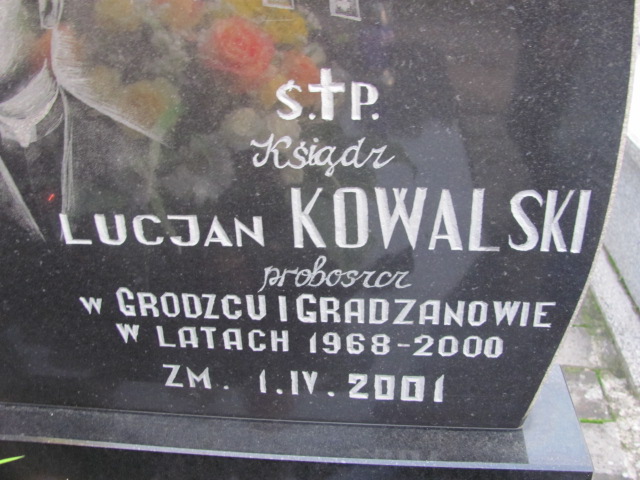 Ś.†P.
Ksiądz
LUCJAN KOWALSKI
proboszcz
W GRODZCU I GRADZANOWIE
W LATACH 1968-2000
ZM. 1.IV.2001